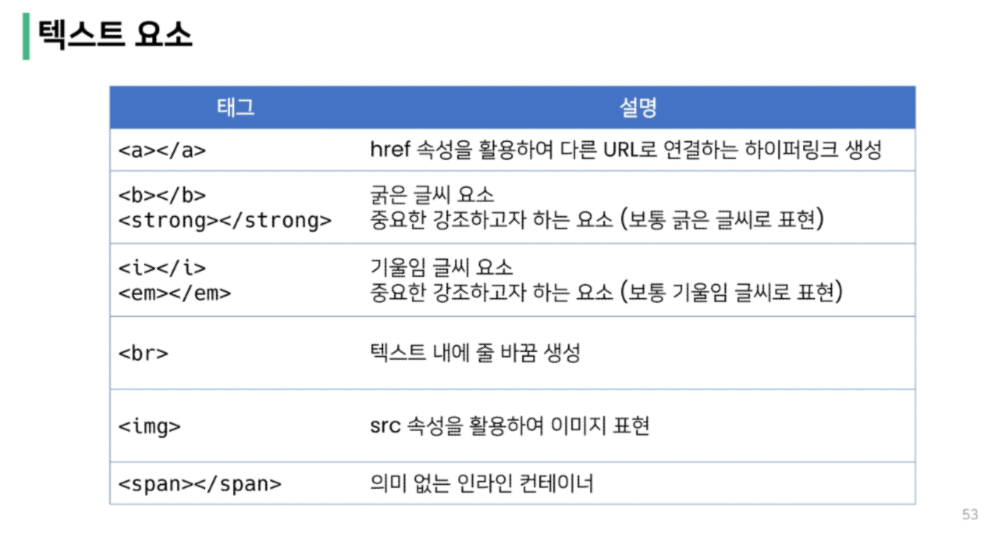 텍스트 요소
태그 설명
<a></a> href 속성을 활용하여 다른 URL로 연결하는 하이퍼링크 생성
<b></b> 굵은 글씨 요소
<strong></strong> 중요한 강조하고자 하는 요소 (보통 굵은 글씨로 표현)
<i></i> 기울임 글씨 요소
<em></em> 중요한 강조하고자 하는 요소 (보통 기울임 글씨로 표현)
<br> 텍스트 내에 줄 바꿈 생성
<img> src 속성을 활용하여 이미지 표현
<span></span> 의미 없는 인라인 컨테이너
53